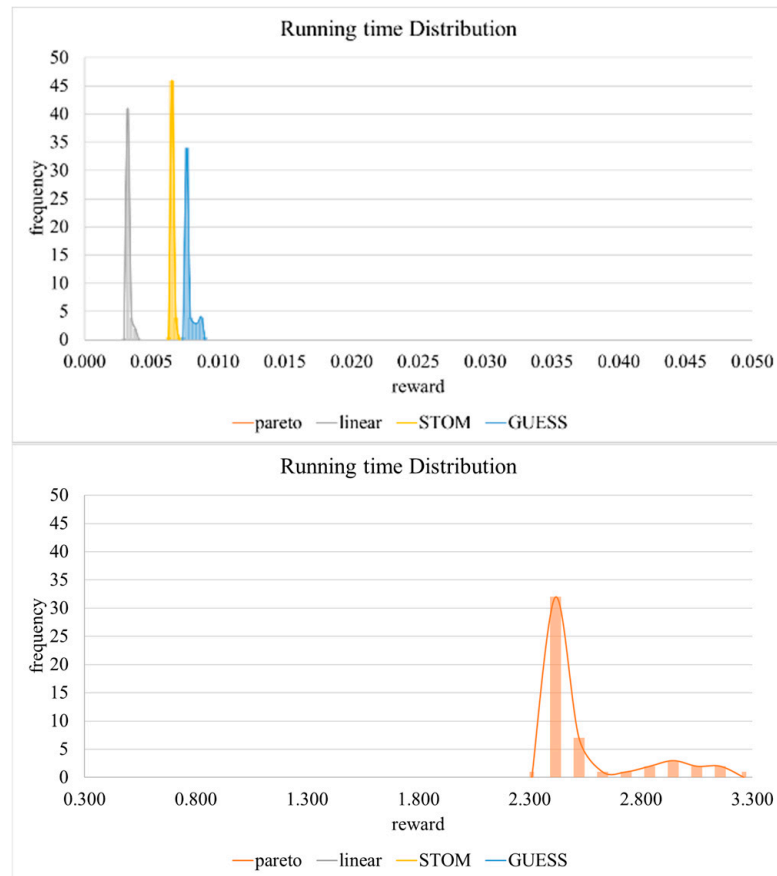 Running time Distribution
50
45
40
35
30
25
20
15
10
5
0
frequency
0.000 0.005 0.010 0.015 0.020 0.025 0.030 0.035 0.040 0.045 0.050
reward
pareto linear STOM GUESS
Running time Distribution
50
45
40
35
30
25
20
15
10
5
0
frequency
0.300 0.800 1.300 1.800 2.300 2.800 3.300
reward
pareto linear STOM GUESS